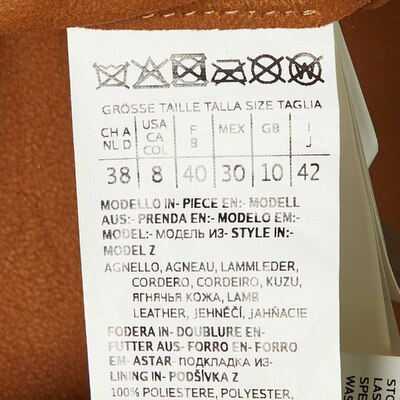 GRÖSSE TAILLE TALLA SIZE TAGLIA
CH A NL D USA CA COL F B MEX GB I J
38 8 40 30 10 42
MODELLO IN- PIECE EN:- MODELL
AUS:- PRENDA EN:- MODELO EM:-
MODEL:- МОДЕЛЬ ИЗ- STYLE IN:-
MODEL Z
AGNELLO, AGNEAU, LAMMLEDER,
CORDERO, CORDEIRO, KUZU,
ЯГНЯЧЬЯ КОЖА, LAMB
LEATHER, JEHNĚČÍ, JAHŇACIE
FODERA IN- DOUBLURE EN-
FUTTER AUS- FORRO EN- FORRO
EM- ASTAR- ПОДКЛАДКА ИЗ-
LINING IN- PODŠÍVKA Z
100% POLIESTERE, POLYESTER,